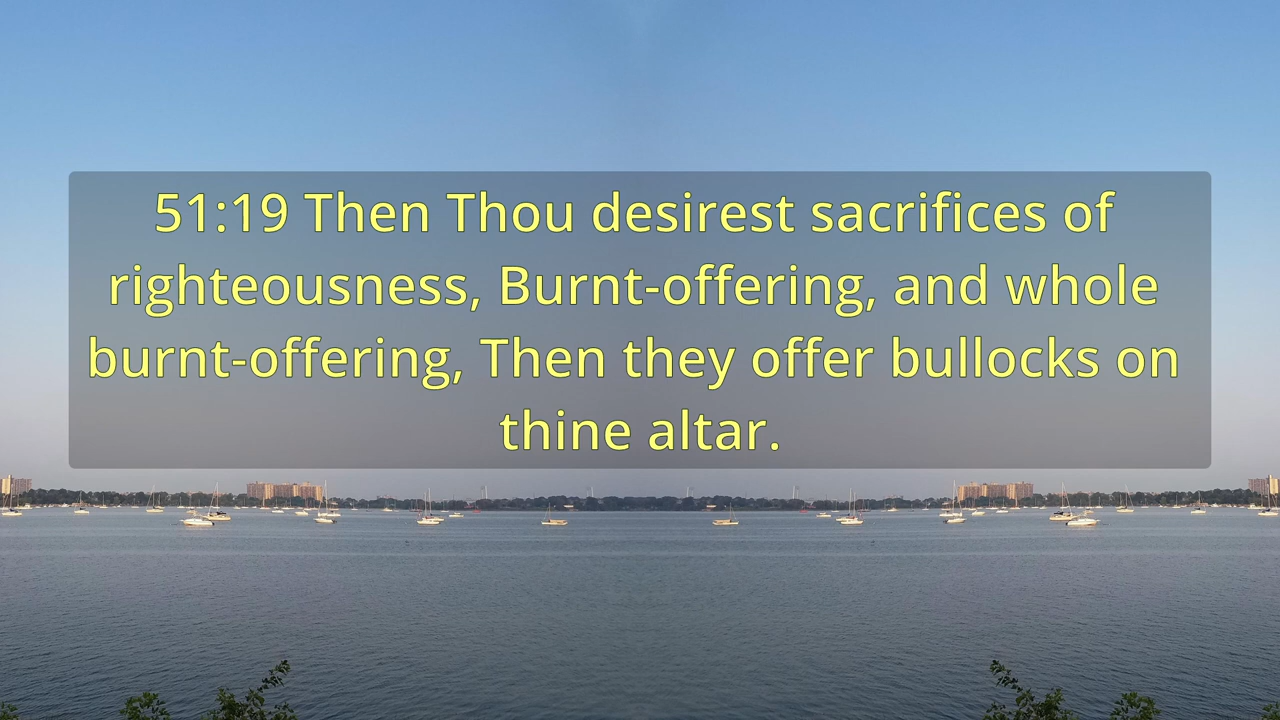 51:19 Then Thou desirest sacrifices of
righteousness, Burnt-offering, and whole
burnt-offering, Then they offer bullocks on
thine altar.